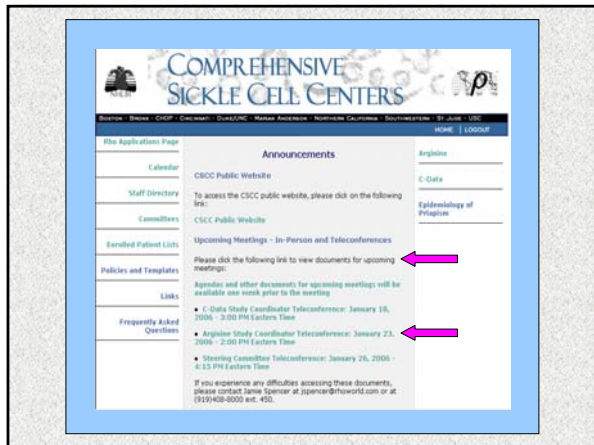 COMPREHENSIVE
SICKLE CELL CENTERS
NHLBI
BOSTON - BRONX - CHOP - CINCINNATI - DUKE/UNC - MARIAN ANDERSON - NORTHERN CALIFORNIA - SOUTHWESTERN - ST. JUDE - USC
HOME | LOGOUT
Rho Applications Page
Calendar
Staff Directory
Committees
Enrolled Patient Lists
Policies and Templates
Links
Frequently Asked
Questions
Announcements
CSCC Public Website
To access the CSCC public website, please click on the following
link:
CSCC Public Website
Upcoming Meetings - In-Person and Teleconferences
Please click the following link to view documents for upcoming
meetings:
Agendas and other documents for upcoming meetings will be
available one week prior to the meeting
• C-Data Study Coordinator Teleconference: January 18,
2006 - 3:00 PM Eastern Time
• Arginine Study Coordinator Teleconference: January 23,
2006 - 2:00 PM Eastern Time
• Steering Committee Teleconference: January 26, 2006 -
4:15 PM Eastern Time
If you experience any difficulties accessing these documents,
please contact Jamie Spencer at jspencer@rhoworld.com or at
(919)408-8000 ext. 450.
Arginine
C-Data
Epidemiology of
Priapism